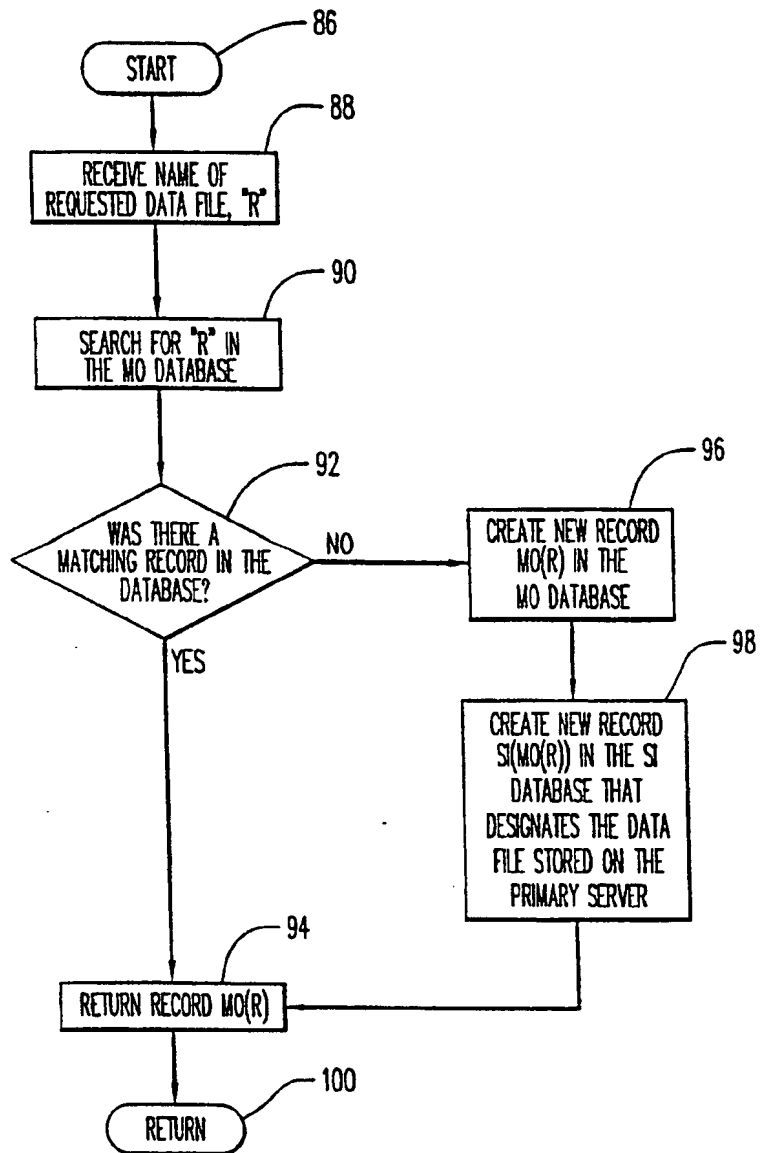 86
START
88
RECEIVE NAME OF
REQUESTED DATA FILE, "R"
90
SEARCH FOR "R" IN
THE MO DATABASE
92
WAS THERE A
MATCHING RECORD IN THE
DATABASE?
NO
YES
96
CREATE NEW RECORD
MO(R) IN THE
MO DATABASE
98
CREATE NEW RECORD
SI(MO(R)) IN THE SI
DATABASE THAT
DESIGNATES THE DATA
FILE STORED ON THE
PRIMARY SERVER
94
RETURN RECORD MO(R)
100
RETURN